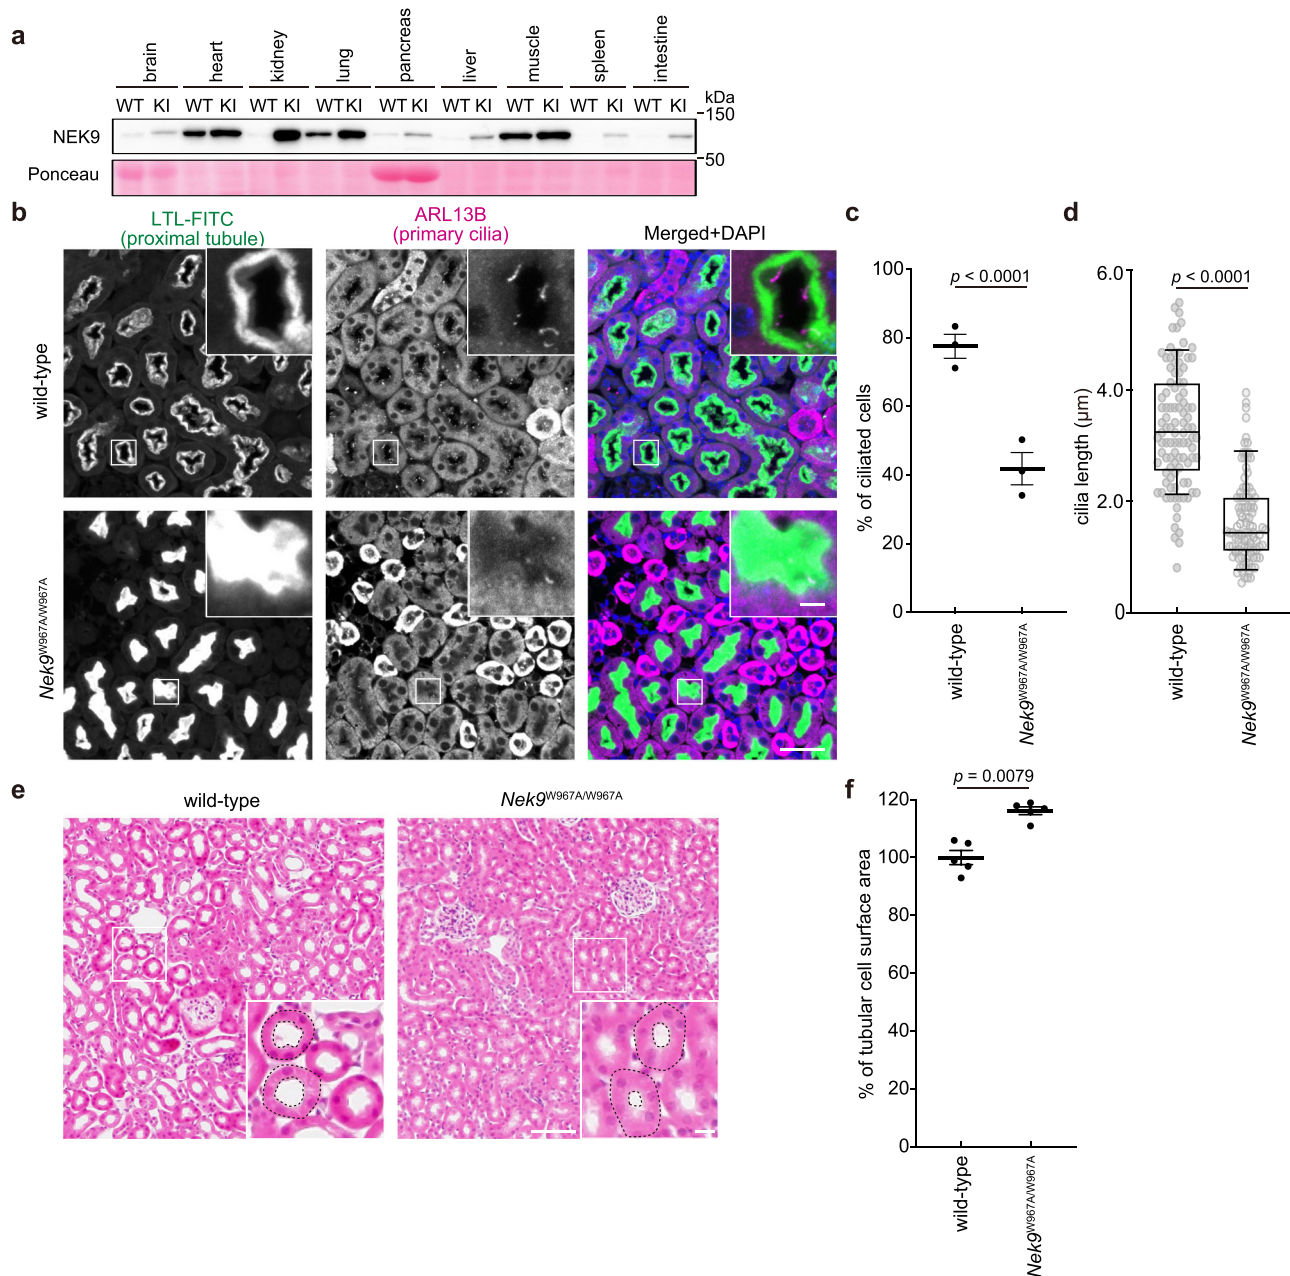 a
brain heart kidney lung pancreas liver muscle spleen intestine
WT KI WT KI WT KI WT KI WT KI WT KI WT KI WT KI WT KI
kDa
150
NEK9
50
Ponceau
b
LTL-FITC
(proximal tubule)
ARL13B
(primary cilia)
Merged+DAPI
wild-type
Nek9W967A/W967A
c
% of ciliated cells
100
80
60
40
20
0
p < 0.0001
wild-type
Nek9W967A/W967A
d
cilia length (µm)
6.0
4.0
2.0
0
p < 0.0001
wild-type
Nek9W967A/W967A
e
wild-type
Nek9W967A/W967A
f
% of tubular cell surface area
120
100
80
60
40
20
0
p = 0.0079
wild-type
Nek9W967A/W967A